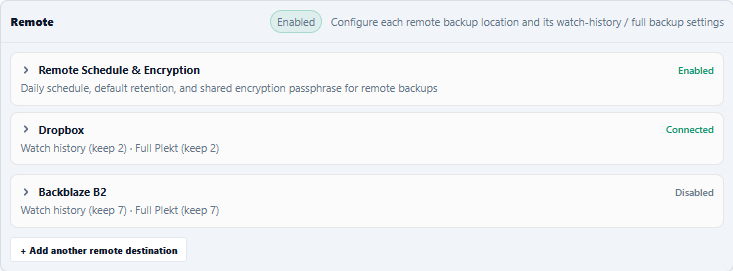 Remote
Enabled
Configure each remote backup location and its watch-history / full backup settings
Remote Schedule & Encryption
Enabled
Daily schedule, default retention, and shared encryption passphrase for remote backups
Dropbox
Connected
Watch history (keep 2) · Full Plekt (keep 2)
Backblaze B2
Disabled
Watch history (keep 7) · Full Plekt (keep 7)
+ Add another remote destination